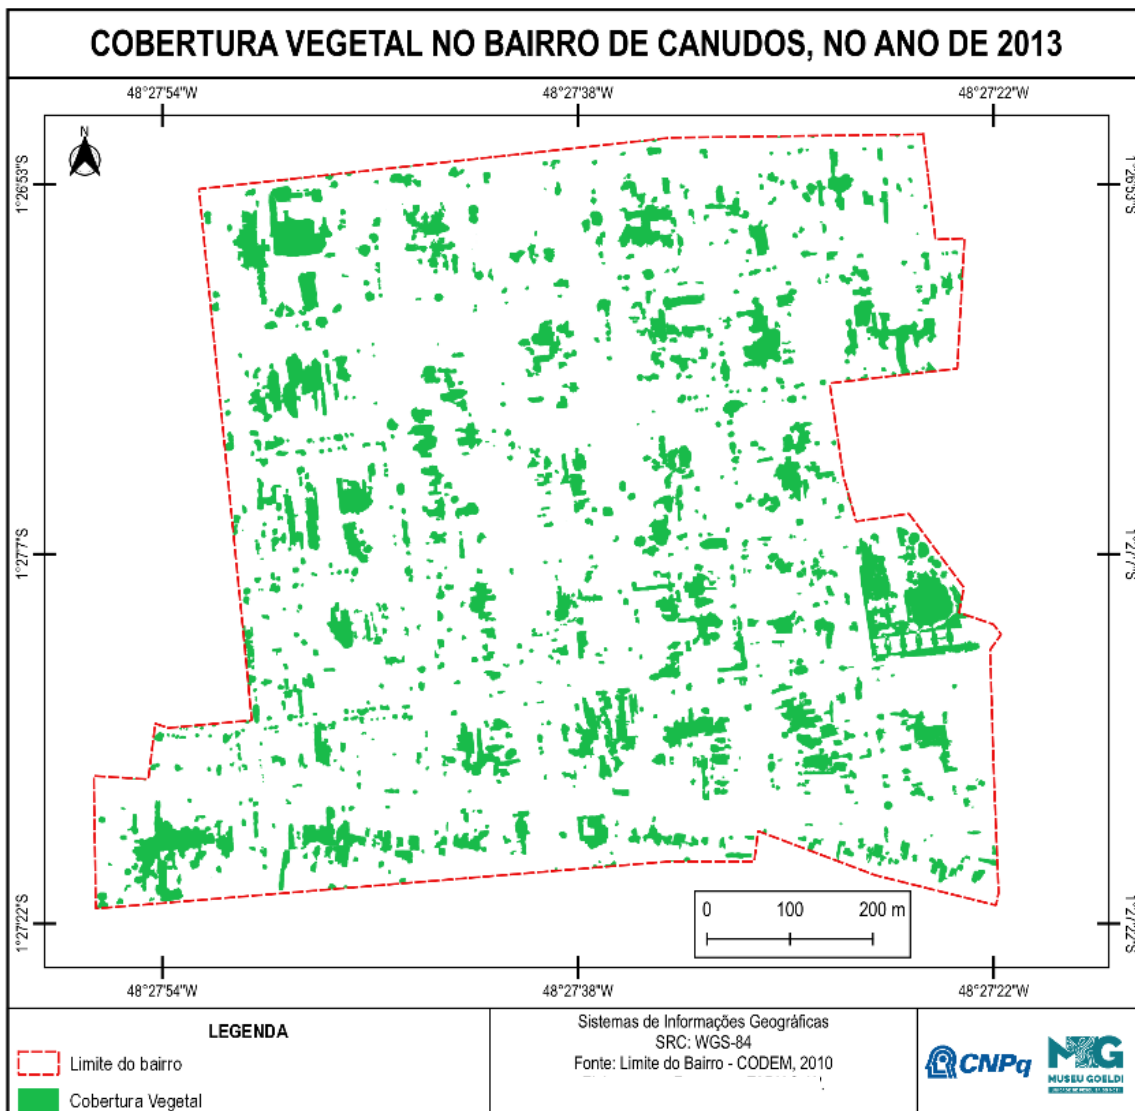 COBERTURA VEGETAL NO BAIRRO DE CANUDOS, NO ANO DE 2013
48°27'54"W 48°27'38"W 48°27'22"W
N
1°26'53"S 1°26'53"S
1°27'7"S 1°27'7"S
1°27'22"S 1°27'22"S
0 100 200 m
48°27'54"W 48°27'38"W 48°27'22"W
LEGENDA
Limite do bairro
Cobertura Vegetal
Sistemas de Informações Geográficas
SRC: WGS-84
Fonte: Limite do Bairro - CODEM, 2010
CNPq
MUSEU GOELDI